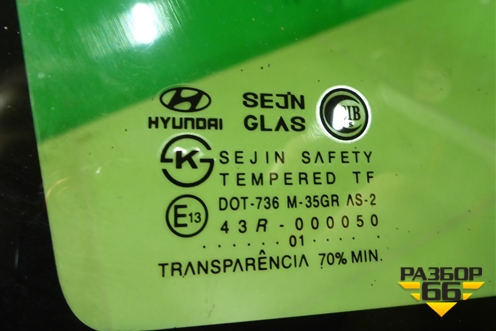 HYUNDAI
SEJN
GLAS
SEJIN SAFETY
TEMPERED TF
E13
DOT-736 M-35GR AS-2
43R-000050
......01....
TRANSPARÊNCIA 70% MIN.
РАЗБОР
66